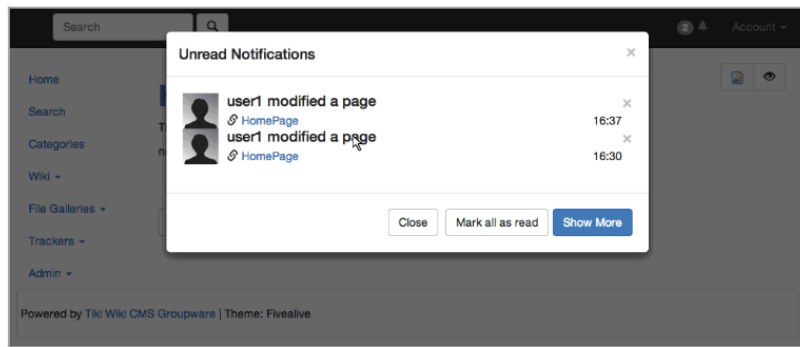 Search
2
Account
Unread Notifications
×
Home
user1 modified a page
×
HomePage
16:37
Search
user1 modified a page
×
HomePage
16:30
Categories
Wiki
File Galleries
Close
Mark all as read
Show More
Trackers
Admin
Powered by Tiki Wiki CMS Groupware | Theme: Fivealive